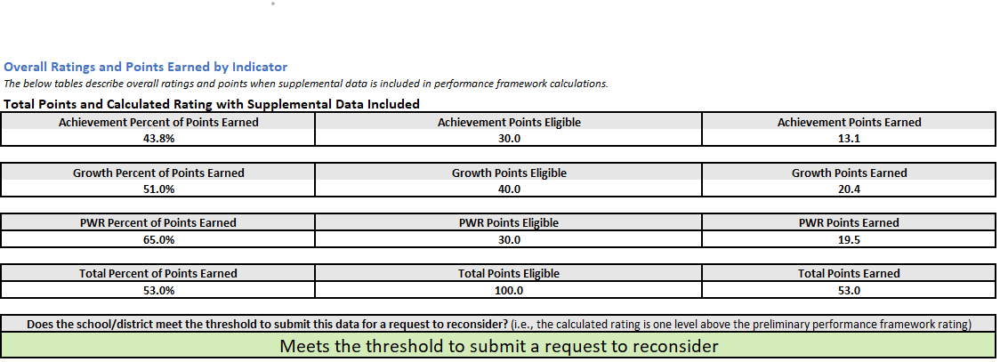 Overall Ratings and Points Earned by Indicator
The below tables describe overall ratings and points when supplemental data is included in performance framework calculations.
Total Points and Calculated Rating with Supplemental Data Included
Achievement Percent of Points Earned Achievement Points Eligible Achievement Points Earned
43.8% 30.0 13.1
Growth Percent of Points Earned Growth Points Eligible Growth Points Earned
51.0% 40.0 20.4
PWR Percent of Points Earned PWR Points Eligible PWR Points Earned
65.0% 30.0 19.5
Total Percent of Points Earned Total Points Eligible Total Points Earned
53.0% 100.0 53.0
Does the school/district meet the threshold to submit this data for a request to reconsider? (i.e., the calculated rating is one level above the preliminary performance framework rating)
Meets the threshold to submit a request to reconsider